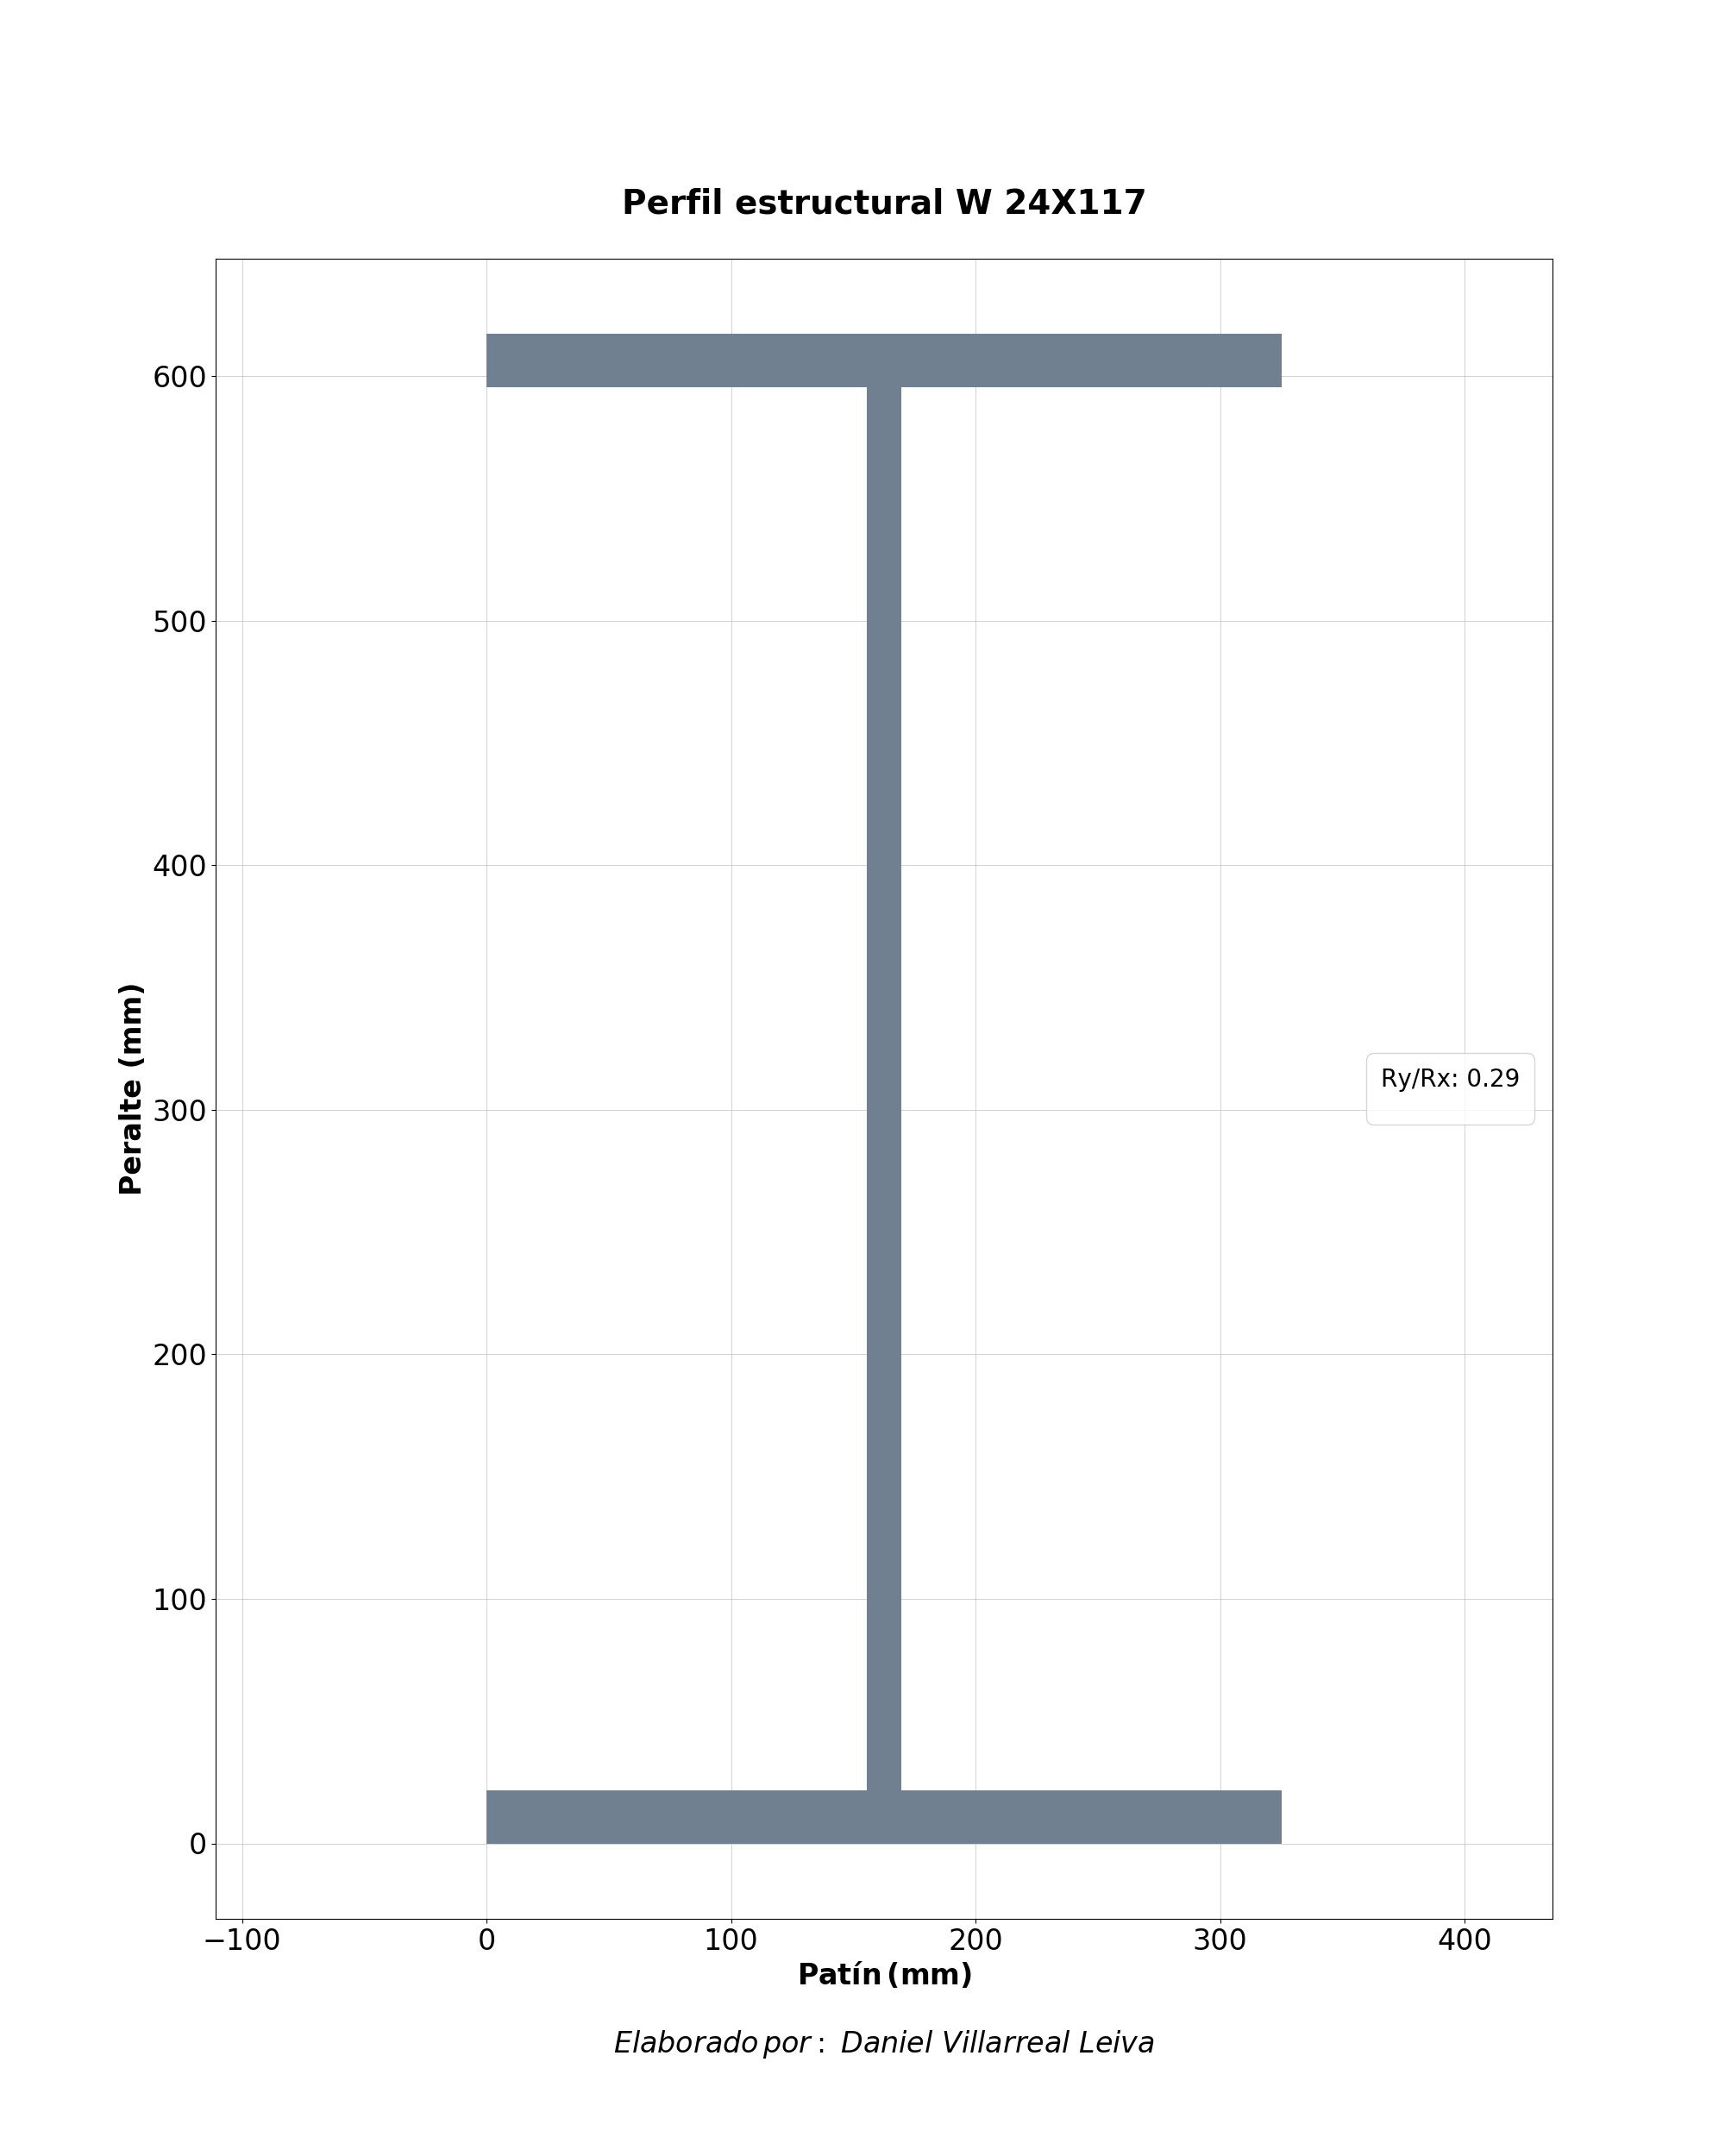 Perfil estructural W 24X117
600
500
400
300
200
100
0
Peralte (mm)
Ry/Rx: 0.29
−100 0 100 200 300 400
Patín (mm)
Elaborado por: Daniel Villarreal Leiva